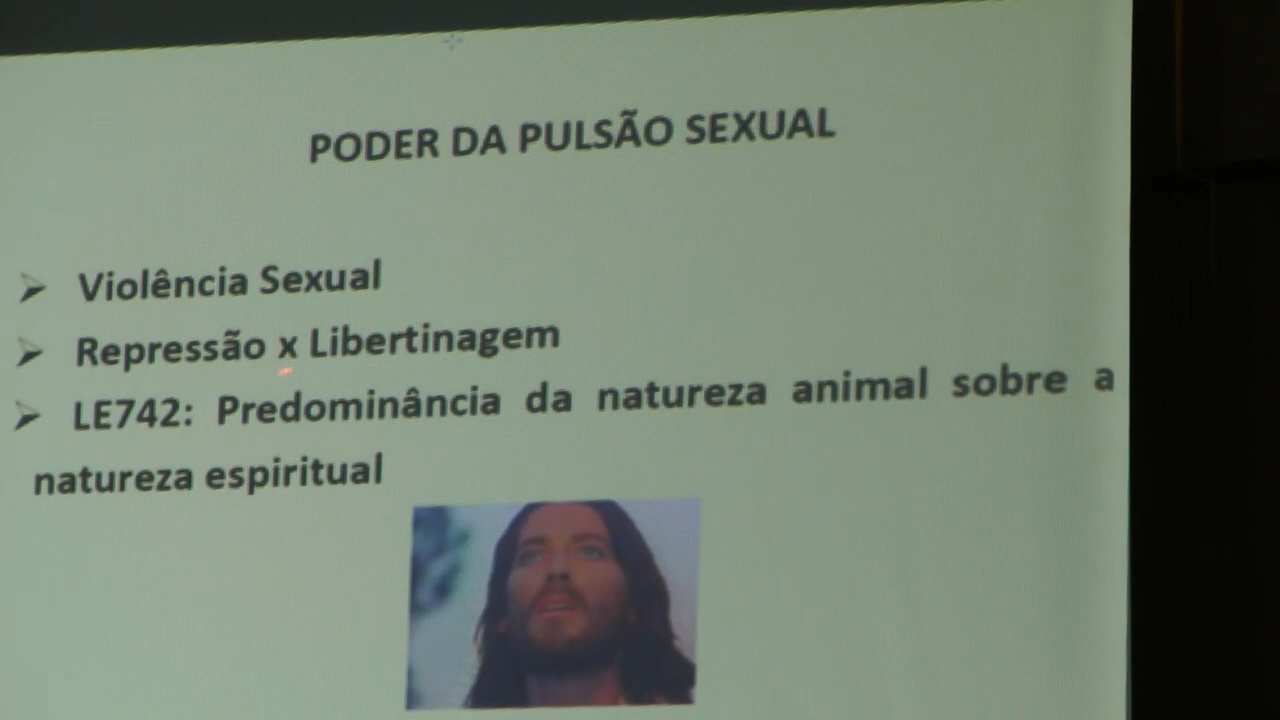 PODER DA PULSÃO SEXUAL
Violência Sexual
Repressão x Libertinagem
LE742: Predominância da natureza animal sobre a
natureza espiritual